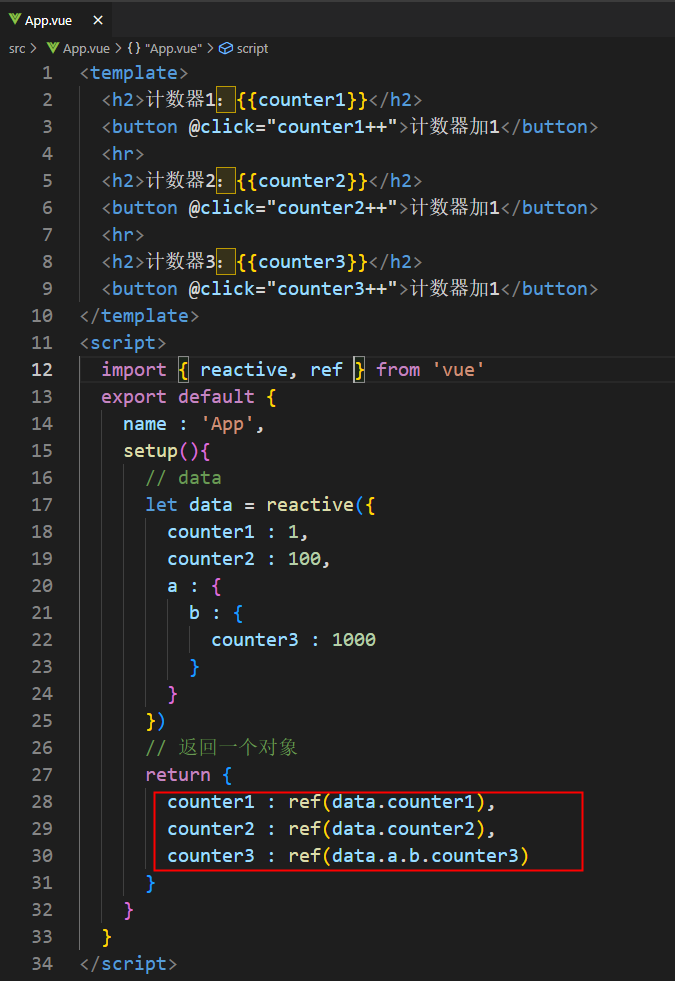 App.vue ×
src > App.vue > {} "App.vue" > script
1 <template>
2 <h2>计数器1：{{counter1}}</h2>
3 <button @click="counter1++">计数器加1</button>
4 <hr>
5 <h2>计数器2：{{counter2}}</h2>
6 <button @click="counter2++">计数器加1</button>
7 <hr>
8 <h2>计数器3：{{counter3}}</h2>
9 <button @click="counter3++">计数器加1</button>
10 </template>
11 <script>
12 import { reactive, ref } from 'vue'
13 export default {
14 name : 'App',
15 setup(){
16 // data
17 let data = reactive({
18 counter1 : 1,
19 counter2 : 100,
20 a : {
21 b : {
22 counter3 : 1000
23 }
24 }
25 })
26 // 返回一个对象
27 return {
28 counter1 : ref(data.counter1),
29 counter2 : ref(data.counter2),
30 counter3 : ref(data.a.b.counter3)
31 }
32 }
33 }
34 </script>